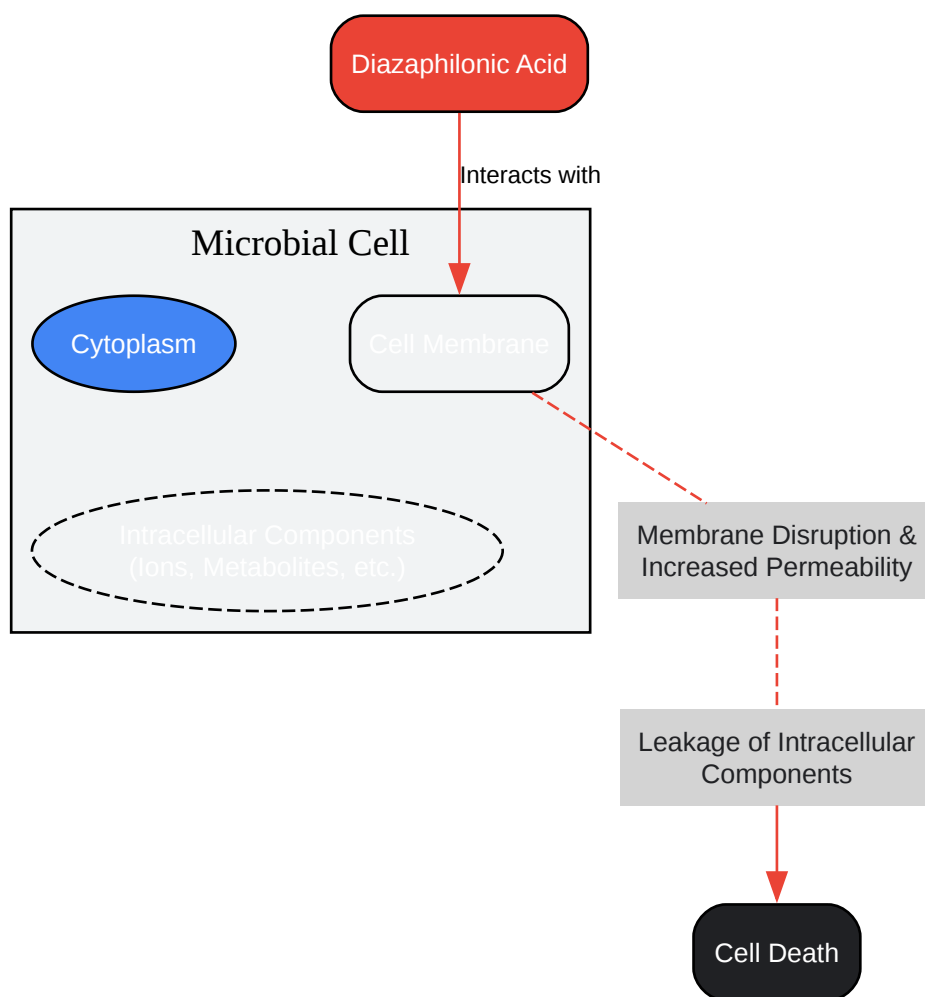 Diazaphilonic Acid
Interacts with
Microbial Cell
Cytoplasm
Cell Membrane
Intracellular Components
(Ions, Metabolites, etc.)
Membrane Disruption &
Increased Permeability
Leakage of Intracellular
Components
Cell Death